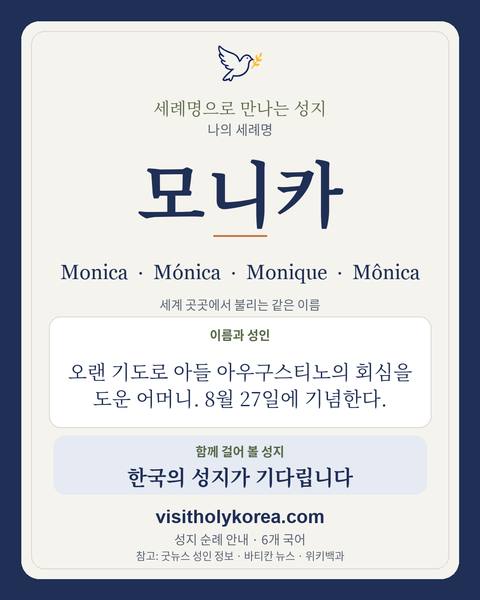 세례명으로 만나는 성지
나의 세례명
모니카
Monica · Mónica · Monique · Mônica
세계 곳곳에서 불리는 같은 이름
이름과 성인
오랜 기도로 아들 아우구스티노의 회심을
도운 어머니. 8월 27일에 기념한다.
함께 걸어 볼 성지
한국의 성지가 기다립니다
visitholykorea.com
성지 순례 안내 · 6개 국어
참고: 굿뉴스 성인 정보 · 바티칸 뉴스 · 위키백과